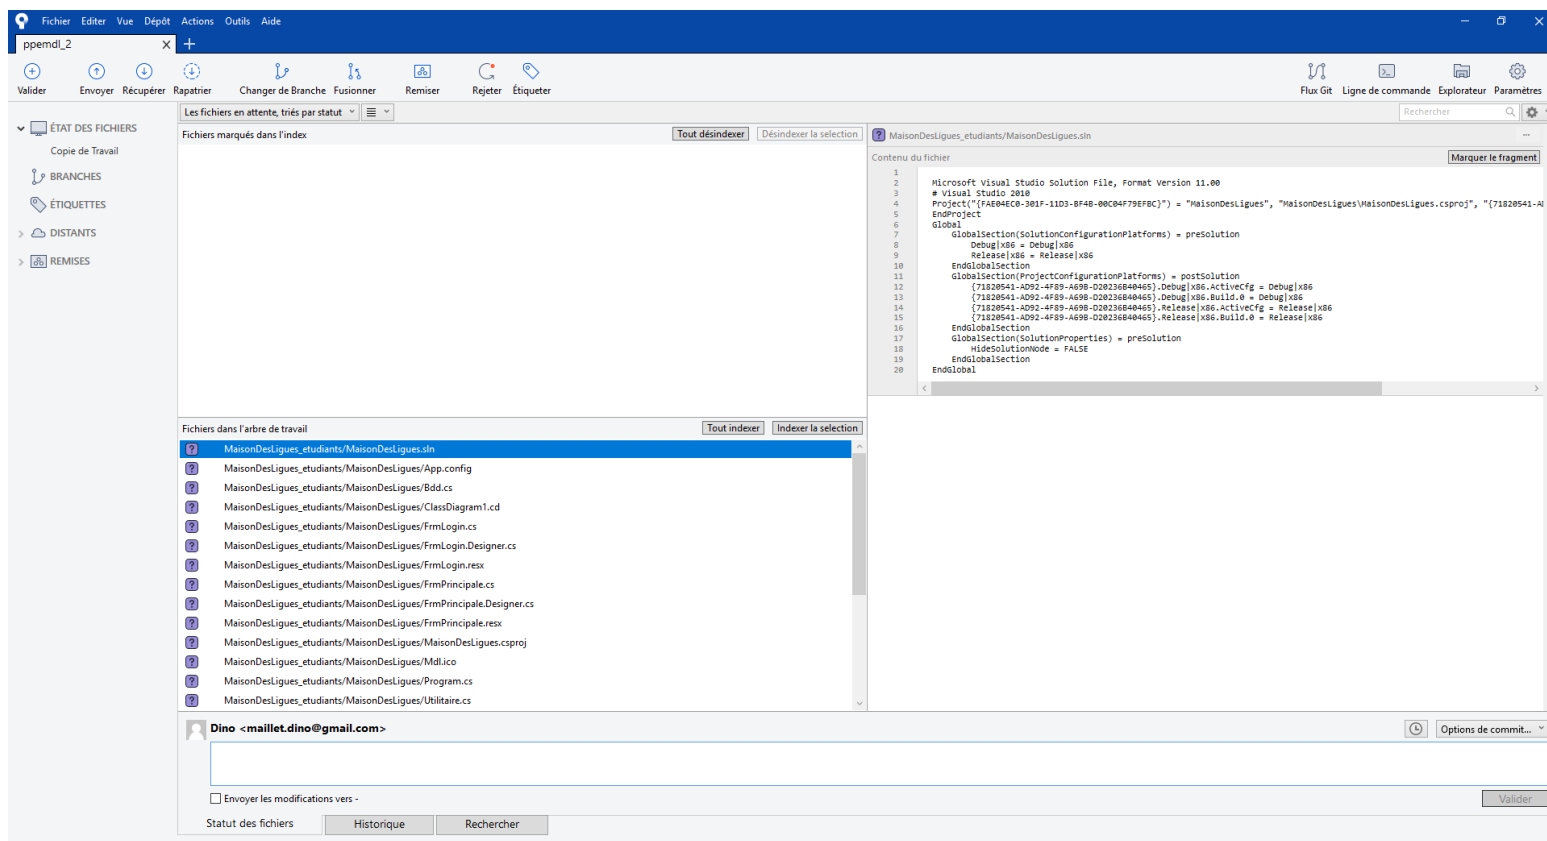 Fichier Editer Vue Dépôt Actions Outils Aide
ppemdl_2
Valider Envoyer Récupérer Rapatrier Changer de Branche Fusionner Remiser Rejeter Étiqueter Flux Git Ligne de commande Explorateur Paramètres
Les fichiers en attente, triés par statut
Rechercher
ÉTAT DES FICHIERS
Copie de Travail
BRANCHES
ÉTIQUETTES
DISTANTS
REMISES
Fichiers marqués dans l'index
Tout désindexer
Désindexer la selection
MaisonDesLigues_etudiants/MaisonDesLigues.sln
Contenu du fichier
Marquer le fragment
1
2 Microsoft Visual Studio Solution File, Format Version 11.00
3 # Visual Studio 2010
4 Project("{FAE04EC0-301F-11D3-BF4B-00C04F79EFBC}") = "MaisonDesLigues", "MaisonDesLigues\MaisonDesLigues.csproj", "{71820541-AD
5 EndProject
6 Global
7 GlobalSection(SolutionConfigurationPlatforms) = preSolution
8 Debug|x86 = Debug|x86
9 Release|x86 = Release|x86
10 EndGlobalSection
11 GlobalSection(ProjectConfigurationPlatforms) = postSolution
12 {71820541-AD92-4F89-A69B-D20236B40465}.Debug|x86.ActiveCfg = Debug|x86
13 {71820541-AD92-4F89-A69B-D20236B40465}.Debug|x86.Build.0 = Debug|x86
14 {71820541-AD92-4F89-A69B-D20236B40465}.Release|x86.ActiveCfg = Release|x86
15 {71820541-AD92-4F89-A69B-D20236B40465}.Release|x86.Build.0 = Release|x86
16 EndGlobalSection
17 GlobalSection(SolutionProperties) = preSolution
18 HideSolutionNode = FALSE
19 EndGlobalSection
20 EndGlobal
Fichiers dans l'arbre de travail
Tout indexer
Indexer la selection
MaisonDesLigues_etudiants/MaisonDesLigues.sln
MaisonDesLigues_etudiants/MaisonDesLigues/App.config
MaisonDesLigues_etudiants/MaisonDesLigues/Bdd.cs
MaisonDesLigues_etudiants/MaisonDesLigues/ClassDiagram1.cd
MaisonDesLigues_etudiants/MaisonDesLigues/FrmLogin.cs
MaisonDesLigues_etudiants/MaisonDesLigues/FrmLogin.Designer.cs
MaisonDesLigues_etudiants/MaisonDesLigues/FrmLogin.resx
MaisonDesLigues_etudiants/MaisonDesLigues/FrmPrincipale.cs
MaisonDesLigues_etudiants/MaisonDesLigues/FrmPrincipale.Designer.cs
MaisonDesLigues_etudiants/MaisonDesLigues/FrmPrincipale.resx
MaisonDesLigues_etudiants/MaisonDesLigues/MaisonDesLigues.csproj
MaisonDesLigues_etudiants/MaisonDesLigues/Mdl.ico
MaisonDesLigues_etudiants/MaisonDesLigues/Program.cs
MaisonDesLigues_etudiants/MaisonDesLigues/Utilitaire.cs
Dino <maillet.dino@gmail.com>
Options de commit...
Envoyer les modifications vers -
Valider
Statut des fichiers Historique Rechercher